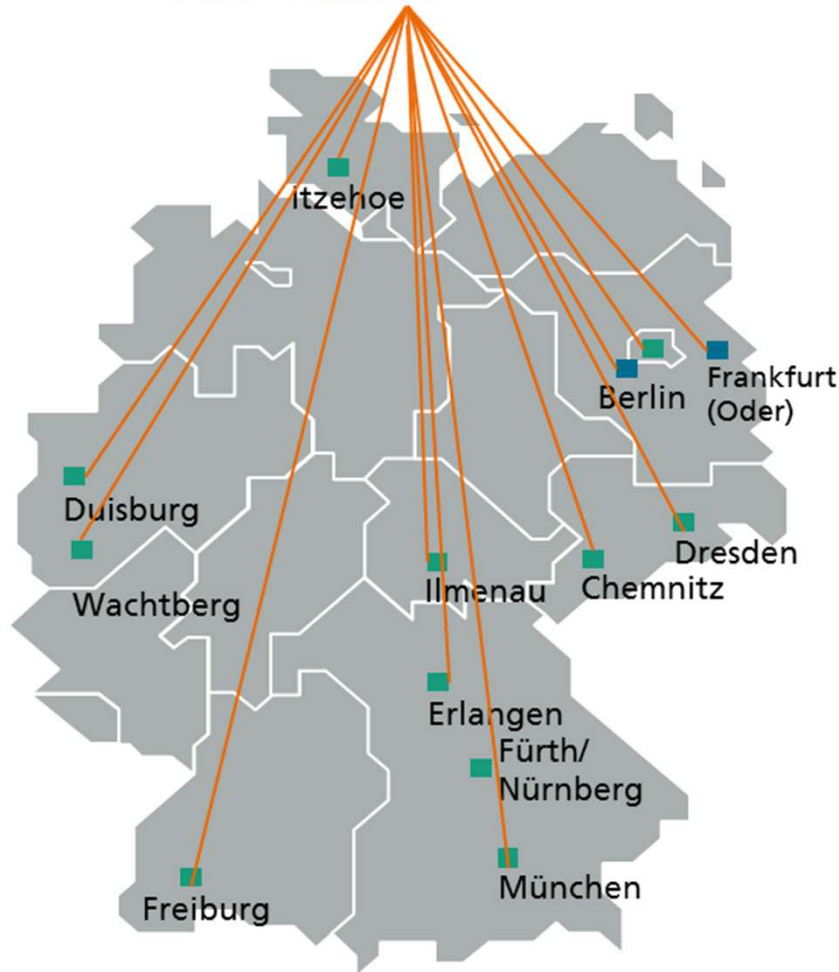 itzehoe
Berlin
Frankfurt
(Oder)
Duisburg
Dresden
Wachtberg
Ilmenau
Chemnitz
Erlangen
Fürth/
Nürnberg
München
Freiburg